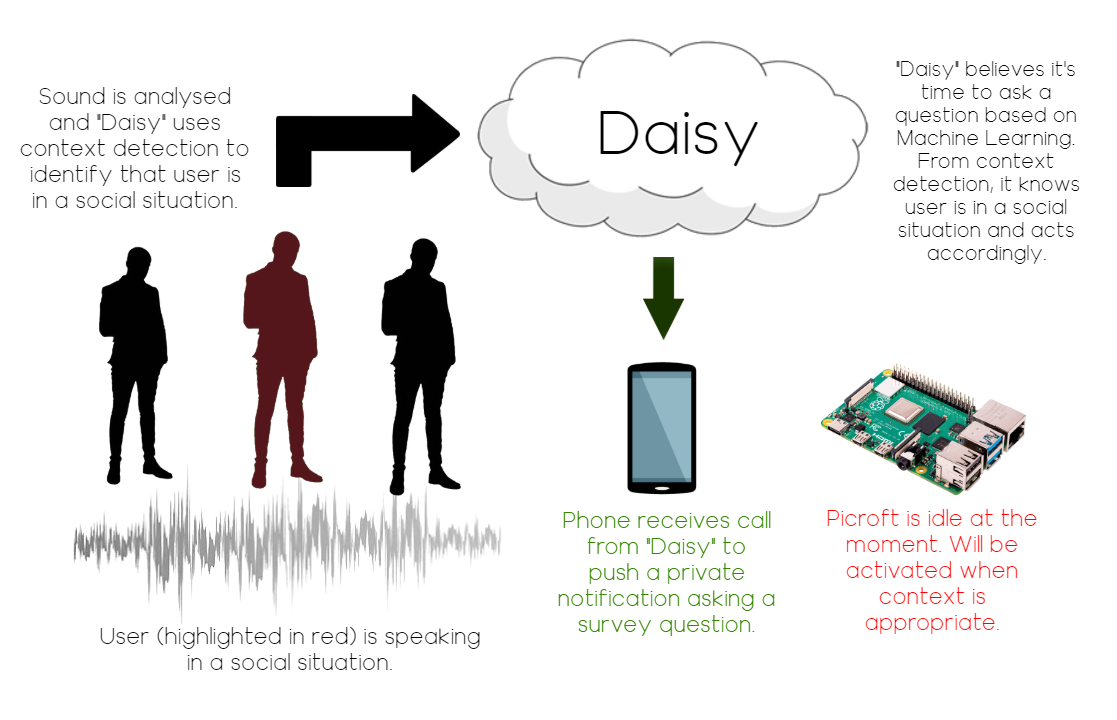 Sound is analysed
and "Daisy" uses
context detection to
identify that user is
in a social situation.
Daisy
"Daisy" believes it's
time to ask a
question based on
Machine Learning.
From context
detection, it knows
user is in a social
situation and acts
accordingly.
Phone receives call
from "Daisy" to
push a private
notification asking a
survey question.
Picroft is idle at the
moment. Will be
activated when
context is
appropriate.
User (highlighted in red) is speaking
in a social situation.